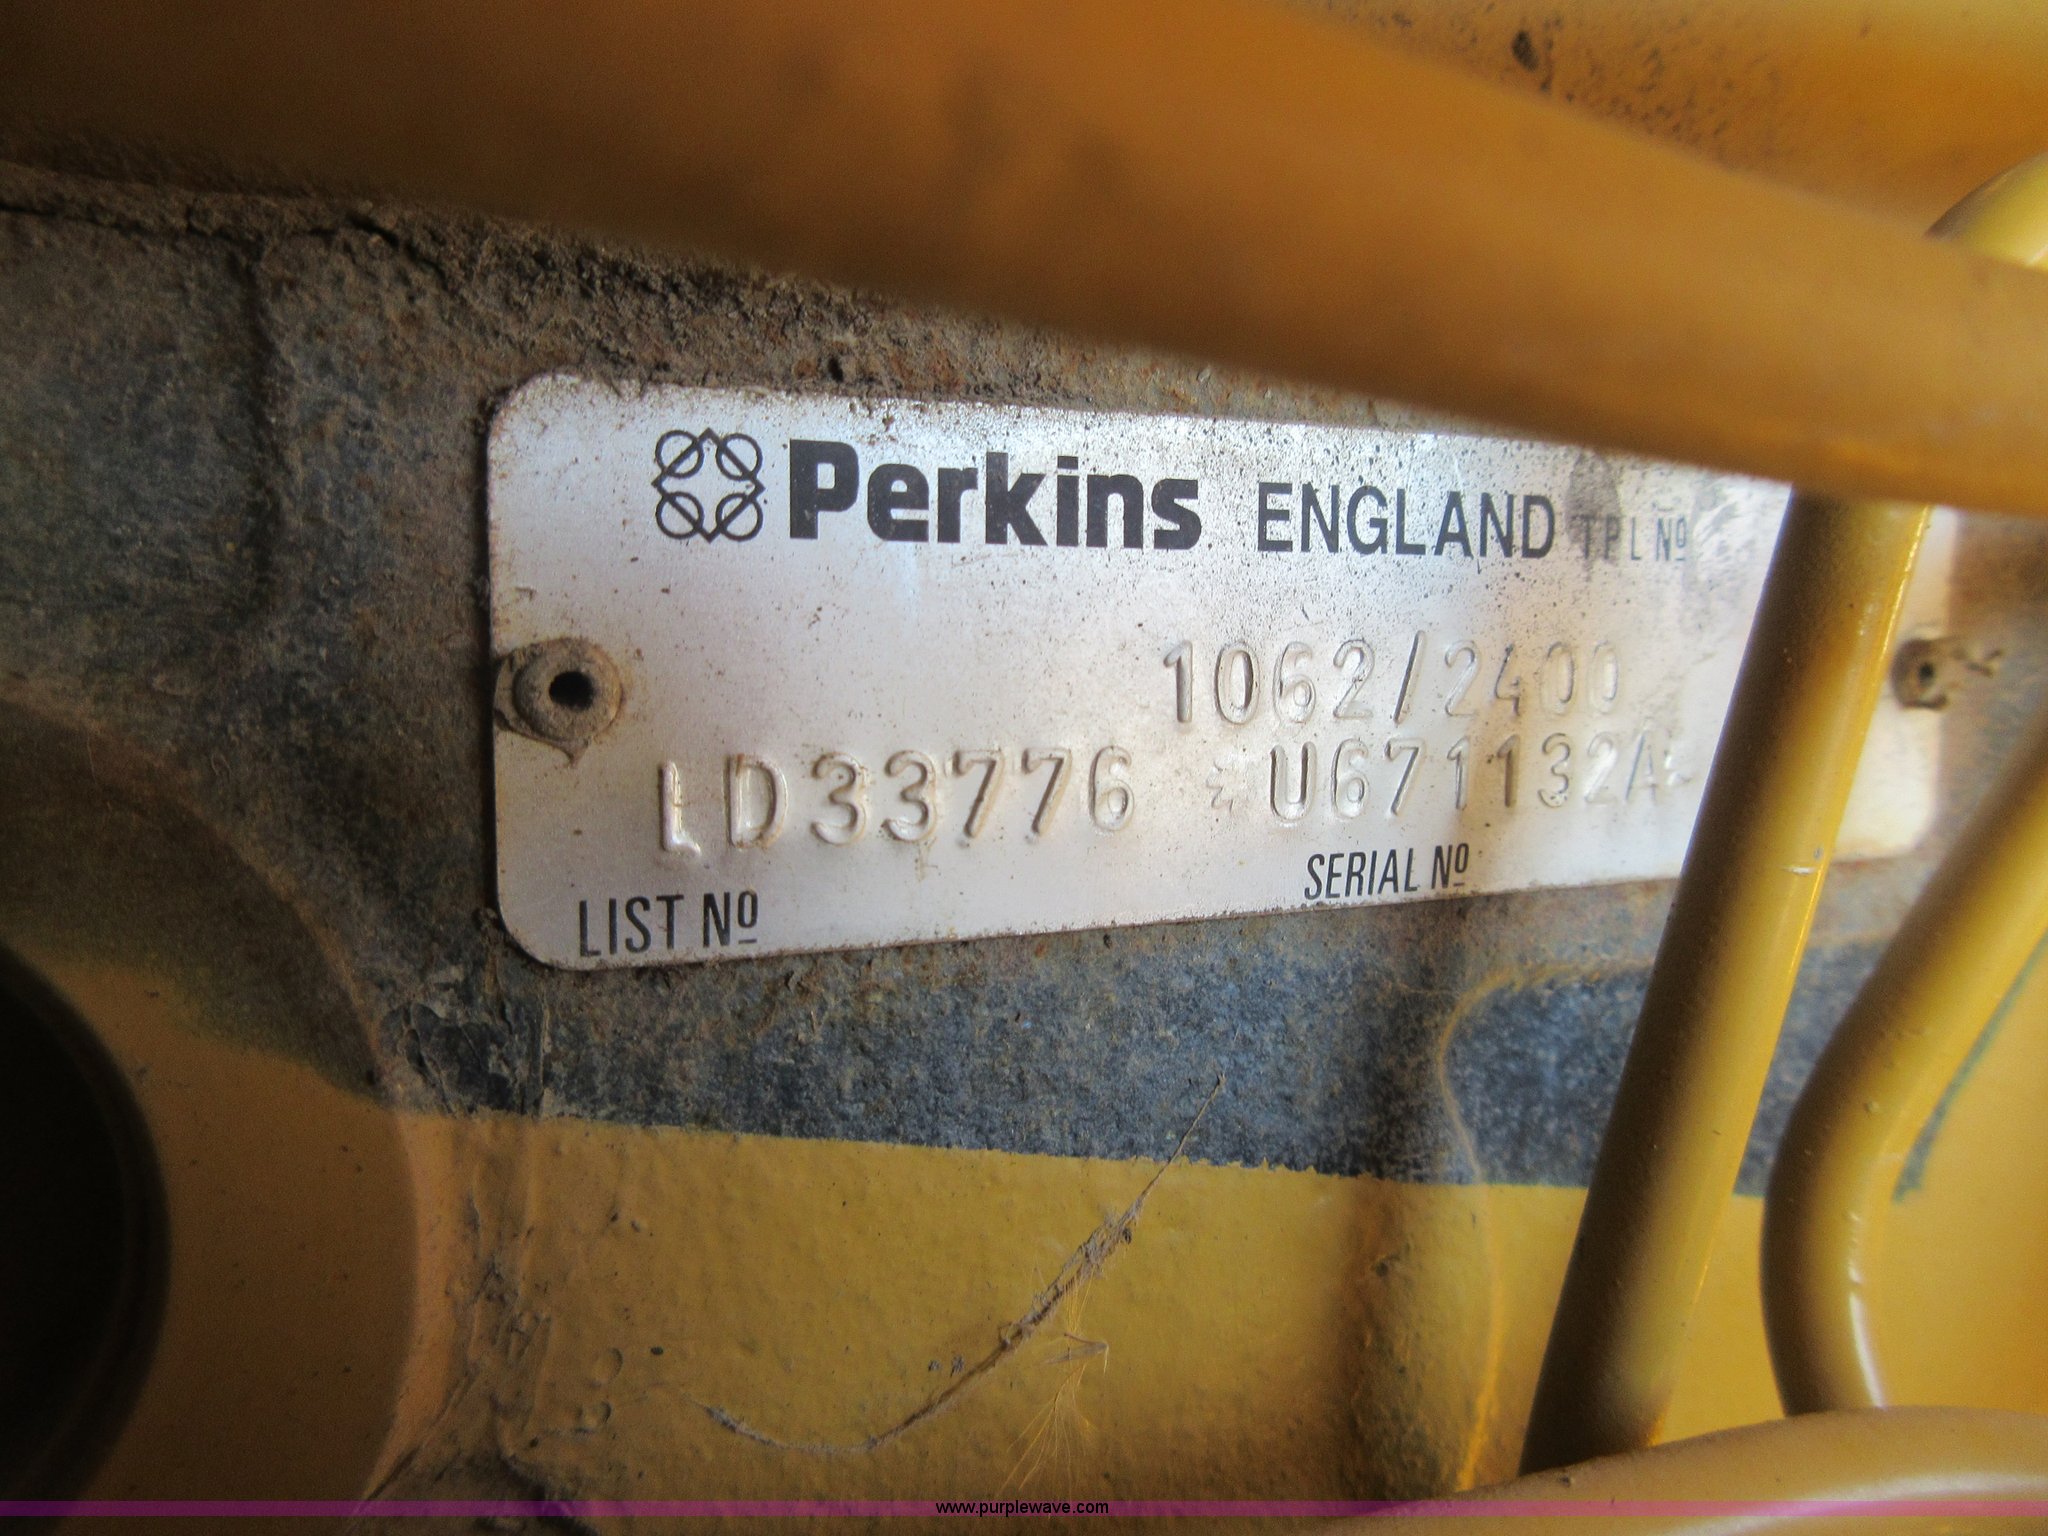 Perkins ENGLAND TPL Nº
1062/2400
LD33776 *U671132A*
LIST Nº SERIAL Nº
www.purplewave.com